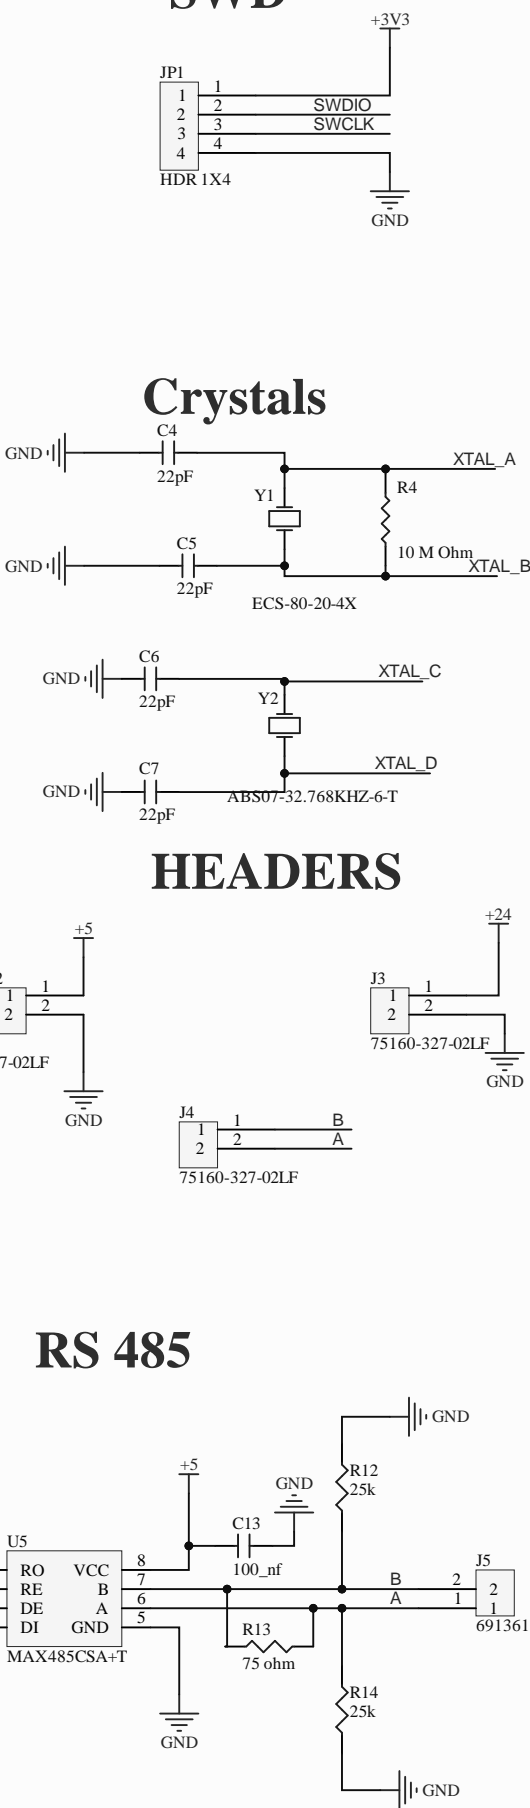 SWD
+3V3
JP1
1 1
2 2 SWDIO
3 3 SWCLK
4 4
HDR 1X4
GND
Crystals
C4
GND
22pF
XTAL_A
Y1
R4
C5
10 M Ohm
GND
XTAL_B
22pF
ECS-80-20-4X
C6
GND
XTAL_C
22pF
Y2
C7
XTAL_D
GND
ABS07-32.768KHZ-6-T
22pF
HEADERS
+5
+24
2
1 1
2 2
7-02LF
GND
J3
1 1
2 2
75160-327-02LF
GND
J4
1 1 B
2 2 A
75160-327-02LF
RS 485
GND
+5
R12
25k
GND
C13
100_nf
U5
RO VCC 8
RE B 7
DE A 6
DI GND 5
MAX485CSA+T
GND
R13
75 ohm
J5
B 2 2
A 1 1
691361
R14
25k
GND